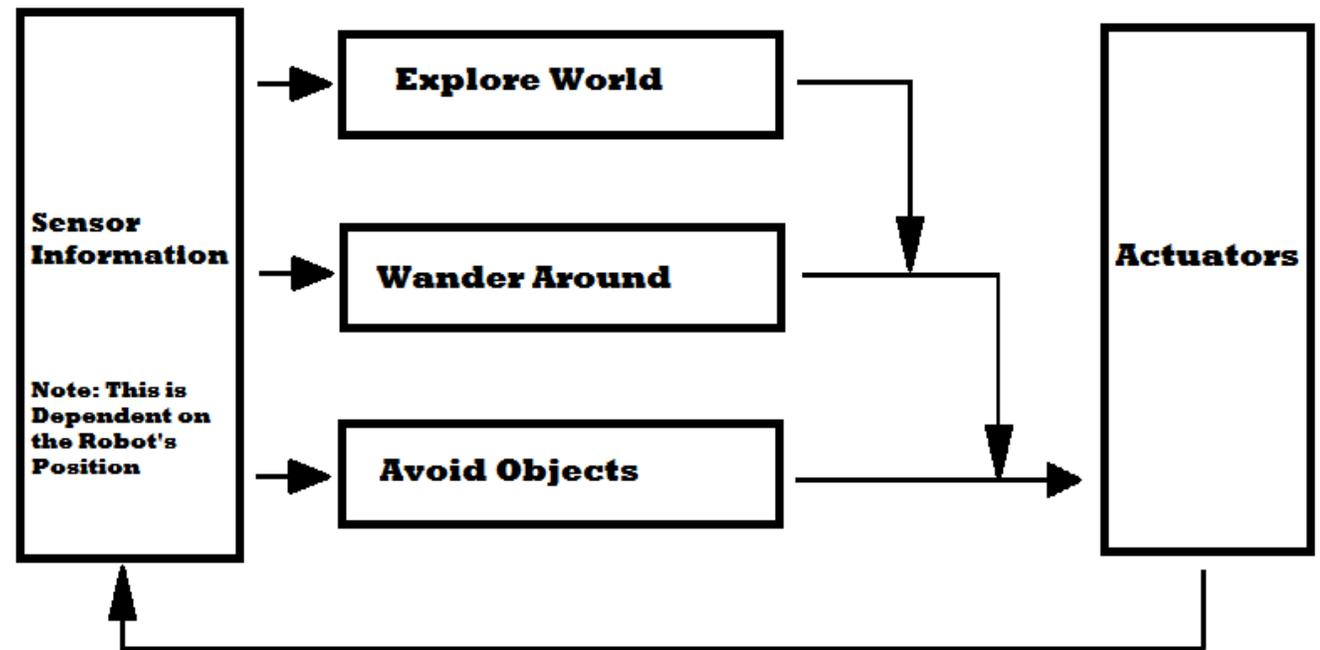 Explore World
Sensor
Information
Wander Around
Actuators
Note: This is
Dependent on
the Robot's
Position
Avoid Objects